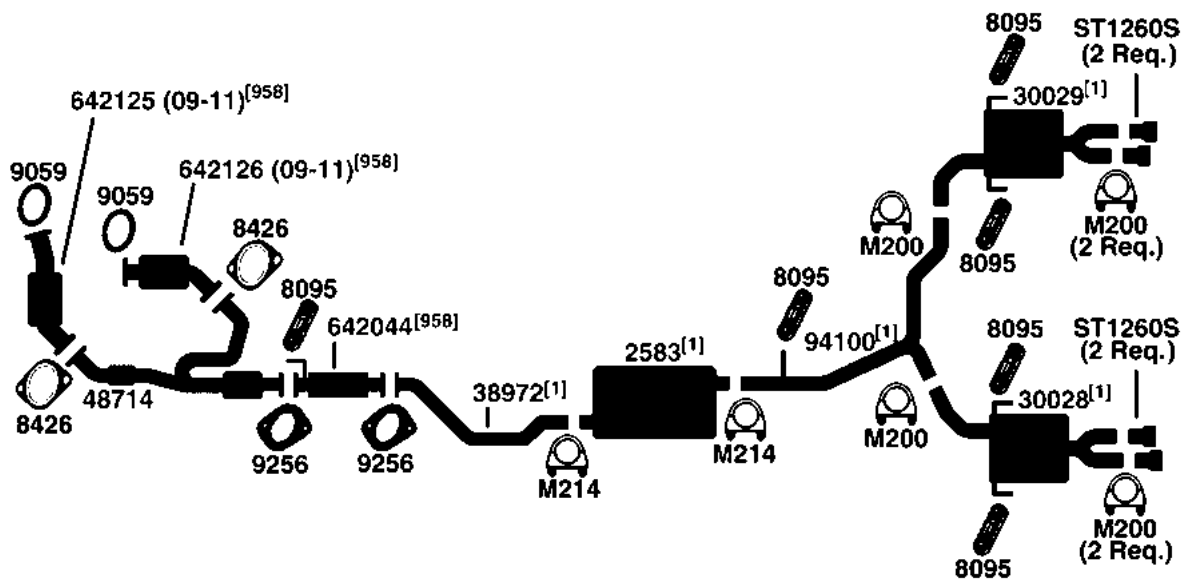 8095
ST1260S
(2 Req.)
30029[1]
642125 (09-11)[958]
642126 (09-11)[958]
9059
9059
8426
M200
M200
(2 Req.)
8095
8095
8095
642044[958]
94100[1]
8095
ST1260S
(2 Req.)
2583[1]
48714
38972[1]
30028[1]
8426
M200
9256
9256
M214
M214
M200
(2 Req.)
8095